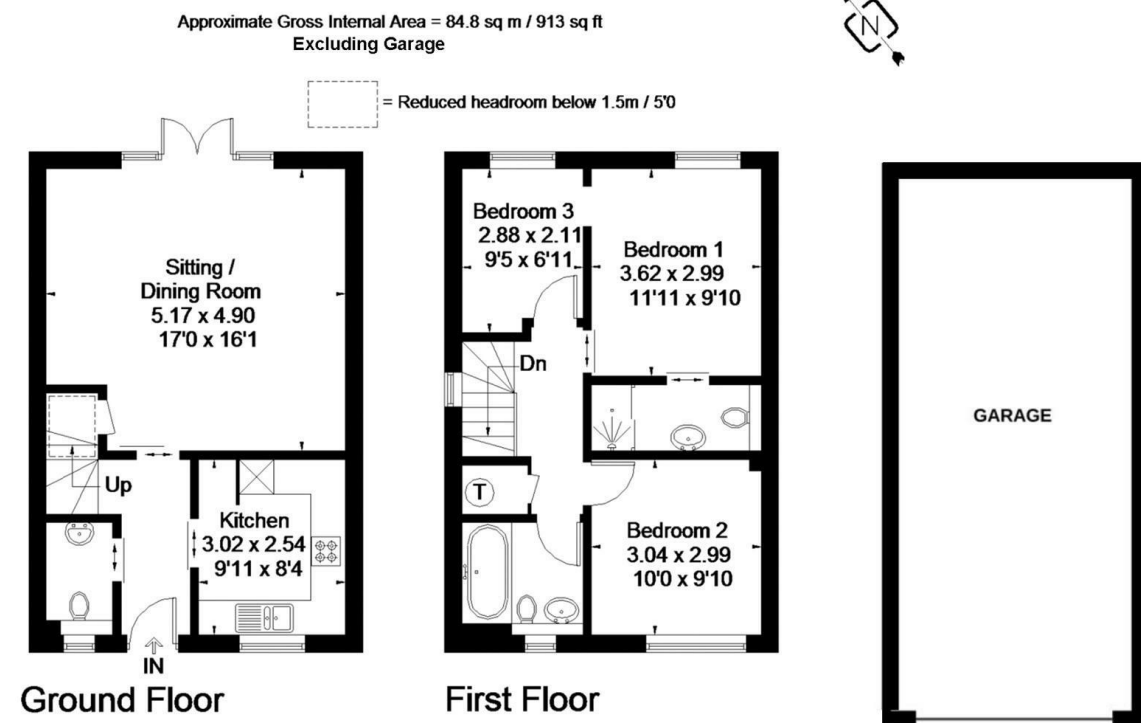 Approximate Gross Internal Area = 84.8 sq m / 913 sq ft
Excluding Garage
N
= Reduced headroom below 1.5m / 5'0
Sitting /
Dining Room
5.17 x 4.90
17'0 x 16'1
Up
Kitchen
3.02 x 2.54
9'11 x 8'4
IN
Ground Floor
Bedroom 3
2.88 x 2.11
9'5 x 6'11
Bedroom 1
3.62 x 2.99
11'11 x 9'10
Dn
T
Bedroom 2
3.04 x 2.99
10'0 x 9'10
First Floor
GARAGE